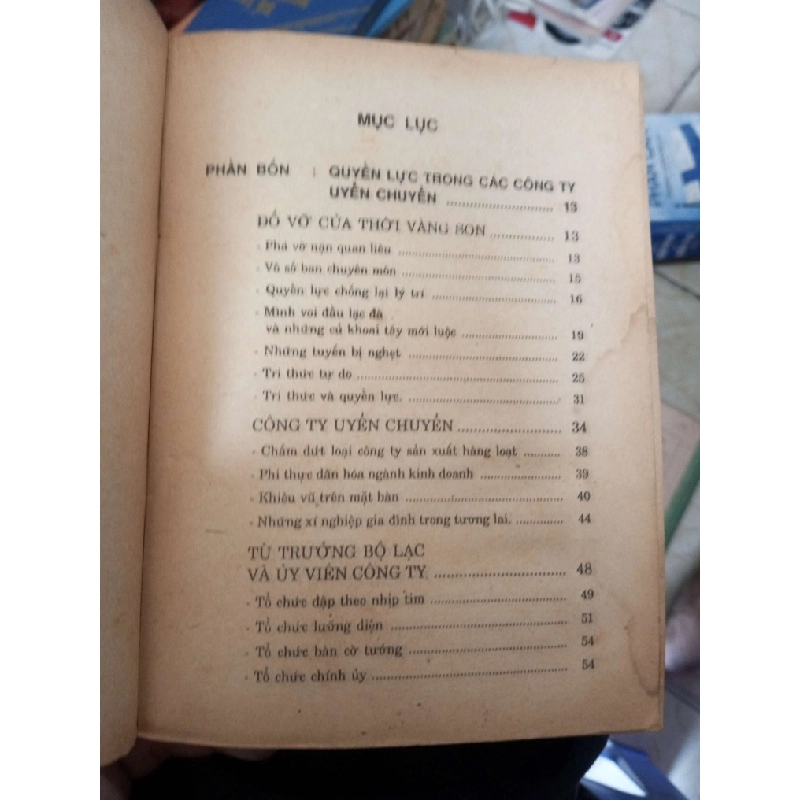 MỤC LỤC
PHẦN BỐN : QUYỀN LỰC TRONG CÁC CÔNG TY
UYỂN CHUYỂN ........................ 13
ĐỔ VỠ CỦA THỜI VÀNG SON ................ 13
- Phá vỡ nạn quan liêu ................................ 13
- Vô số ban chuyên môn ............................... 15
- Quyền lực chống lại lý trí .......................... 16
- Mình voi đầu lạc đà
và những củ khoai tây mới luộc ..................... 19
- Những tuyến bị nghẹt ................................ 22
- Tri thức tự do ......................................... 25
- Tri thức và quyền lực. ................................ 31
CÔNG TY UYỂN CHUYỂN ..................... 34
- Chấm dứt loại công ty sản xuất hàng loạt .......... 38
- Phi thực dân hóa ngành kinh doanh ................ 39
- Khiêu vũ trên mặt bàn ............................... 40
- Những xí nghiệp gia đình trong tương lai. .......... 44
TÙ TRƯỞNG BỘ LẠC
VÀ ỦY VIÊN CÔNG TY ......................... 48
- Tổ chức đập theo nhịp tim ........................... 49
- Tổ chức lưỡng diện .................................... 51
- Tổ chức bàn cờ tướng ................................. 54
- Tổ chức chính ủy ....................................... 54